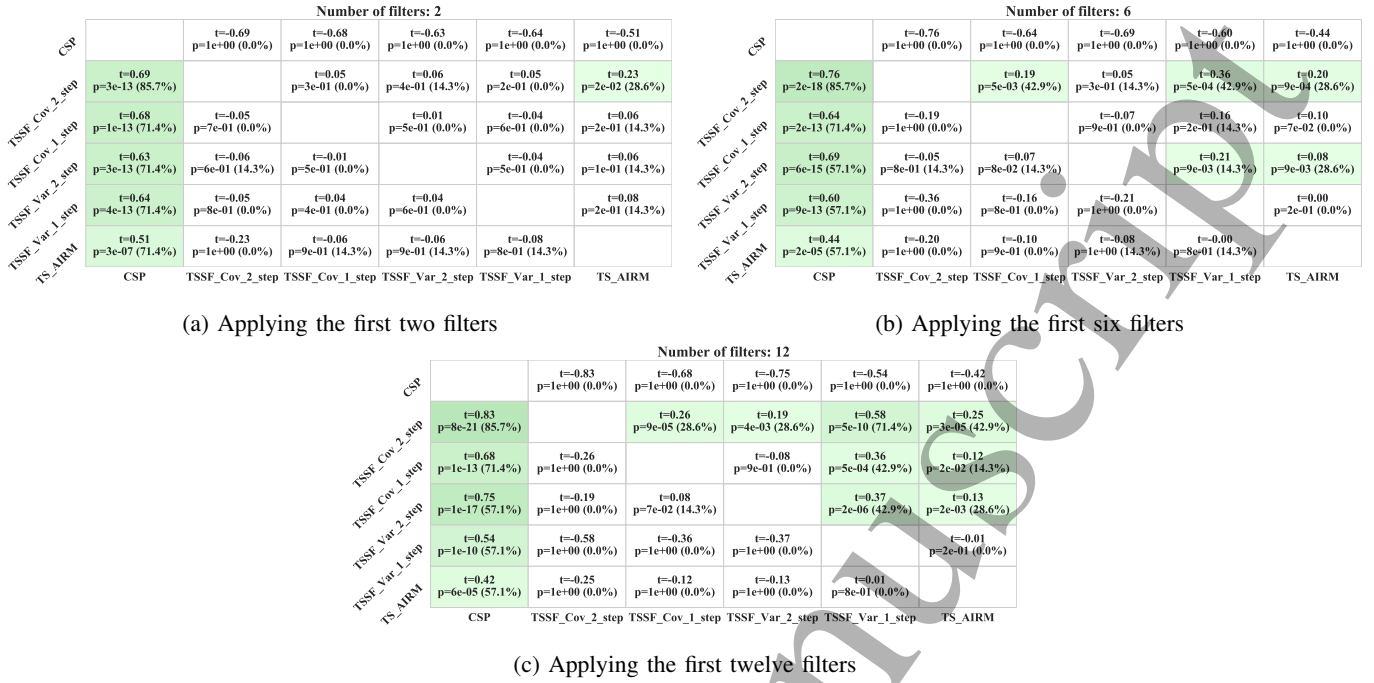 Number of filters: 2
CSP
t=-0.69 t=-0.68 t=-0.63 t=-0.64 t=-0.51
p=1e+00 (0.0%) p=1e+00 (0.0%) p=1e+00 (0.0%) p=1e+00 (0.0%) p=1e+00 (0.0%)
TSSF_Cov_2_step
t=0.69 t=0.05 t=0.06 t=0.05 t=0.23
p=3e-13 (85.7%) p=3e-01 (0.0%) p=4e-01 (14.3%) p=2e-01 (0.0%) p=2e-02 (28.6%)
TSSF_Cov_1_step
t=0.68 t=-0.05 t=0.01 t=-0.04 t=0.06
p=1e-13 (71.4%) p=7e-01 (0.0%) p=5e-01 (0.0%) p=6e-01 (0.0%) p=2e-01 (14.3%)
TSSF_Var_2_step
t=0.63 t=-0.06 t=-0.01 t=-0.04 t=0.06
p=3e-13 (71.4%) p=6e-01 (14.3%) p=5e-01 (0.0%) p=5e-01 (0.0%) p=1e-01 (14.3%)
TSSF_Var_1_step
t=0.64 t=-0.05 t=0.04 t=0.04 t=0.08
p=4e-13 (71.4%) p=8e-01 (0.0%) p=4e-01 (0.0%) p=6e-01 (0.0%) p=2e-01 (14.3%)
TS_AIRM
t=0.51 t=-0.23 t=-0.06 t=-0.06 t=-0.08
p=3e-07 (71.4%) p=1e+00 (0.0%) p=9e-01 (14.3%) p=9e-01 (14.3%) p=8e-01 (14.3%)
CSP TSSF_Cov_2_step TSSF_Cov_1_step TSSF_Var_2_step TSSF_Var_1_step TS_AIRM
(a) Applying the first two filters
Number of filters: 6
CSP
t=-0.76 t=-0.64 t=-0.69 t=-0.60 t=-0.44
p=1e+00 (0.0%) p=1e+00 (0.0%) p=1e+00 (0.0%) p=1e+00 (0.0%) p=1e+00 (0.0%)
TSSF_Cov_2_step
t=0.76 t=0.19 t=0.05 t=0.36 t=0.20
p=2e-18 (85.7%) p=5e-03 (42.9%) p=3e-01 (14.3%) p=5e-04 (42.9%) p=9e-04 (28.6%)
TSSF_Cov_1_step
t=0.64 t=-0.19 t=-0.07 t=0.16 t=0.10
p=2e-13 (71.4%) p=1e+00 (0.0%) p=9e-01 (0.0%) p=2e-01 (14.3%) p=7e-02 (0.0%)
TSSF_Var_2_step
t=0.69 t=-0.05 t=0.07 t=0.21 t=0.08
p=6e-15 (57.1%) p=8e-01 (14.3%) p=8e-02 (14.3%) p=9e-03 (14.3%) p=9e-03 (28.6%)
TSSF_Var_1_step
t=0.60 t=-0.36 t=-0.16 t=-0.21 t=0.00
p=9e-13 (57.1%) p=1e+00 (0.0%) p=8e-01 (0.0%) p=1e+00 (0.0%) p=2e-01 (0.0%)
TS_AIRM
t=0.44 t=-0.20 t=-0.10 t=-0.08 t=-0.00
p=2e-05 (57.1%) p=1e+00 (0.0%) p=9e-01 (0.0%) p=1e+00 (14.3%) p=8e-01 (14.3%)
CSP TSSF_Cov_2_step TSSF_Cov_1_step TSSF_Var_2_step TSSF_Var_1_step TS_AIRM
(b) Applying the first six filters
Number of filters: 12
CSP
t=-0.83 t=-0.68 t=-0.75 t=-0.54 t=-0.42
p=1e+00 (0.0%) p=1e+00 (0.0%) p=1e+00 (0.0%) p=1e+00 (0.0%) p=1e+00 (0.0%)
TSSF_Cov_2_step
t=0.83 t=0.26 t=0.19 t=0.58 t=0.25
p=8e-21 (85.7%) p=9e-05 (28.6%) p=4e-03 (28.6%) p=5e-10 (71.4%) p=3e-05 (42.9%)
TSSF_Cov_1_step
t=0.68 t=-0.26 t=-0.08 t=0.36 t=0.12
p=1e-13 (71.4%) p=1e+00 (0.0%) p=9e-01 (0.0%) p=5e-04 (42.9%) p=2e-02 (14.3%)
TSSF_Var_2_step
t=0.75 t=-0.19 t=0.08 t=0.37 t=0.13
p=1e-17 (57.1%) p=1e+00 (0.0%) p=7e-02 (14.3%) p=2e-06 (42.9%) p=2e-03 (28.6%)
TSSF_Var_1_step
t=0.54 t=-0.58 t=-0.36 t=-0.37 t=-0.01
p=1e-10 (57.1%) p=1e+00 (0.0%) p=1e+00 (0.0%) p=1e+00 (0.0%) p=2e-01 (0.0%)
TS_AIRM
t=0.42 t=-0.25 t=-0.12 t=-0.13 t=0.01
p=6e-05 (57.1%) p=1e+00 (0.0%) p=1e+00 (0.0%) p=1e+00 (0.0%) p=8e-01 (0.0%)
CSP TSSF_Cov_2_step TSSF_Cov_1_step TSSF_Var_2_step TSSF_Var_1_step TS_AIRM
(c) Applying the first twelve filters
nuscript